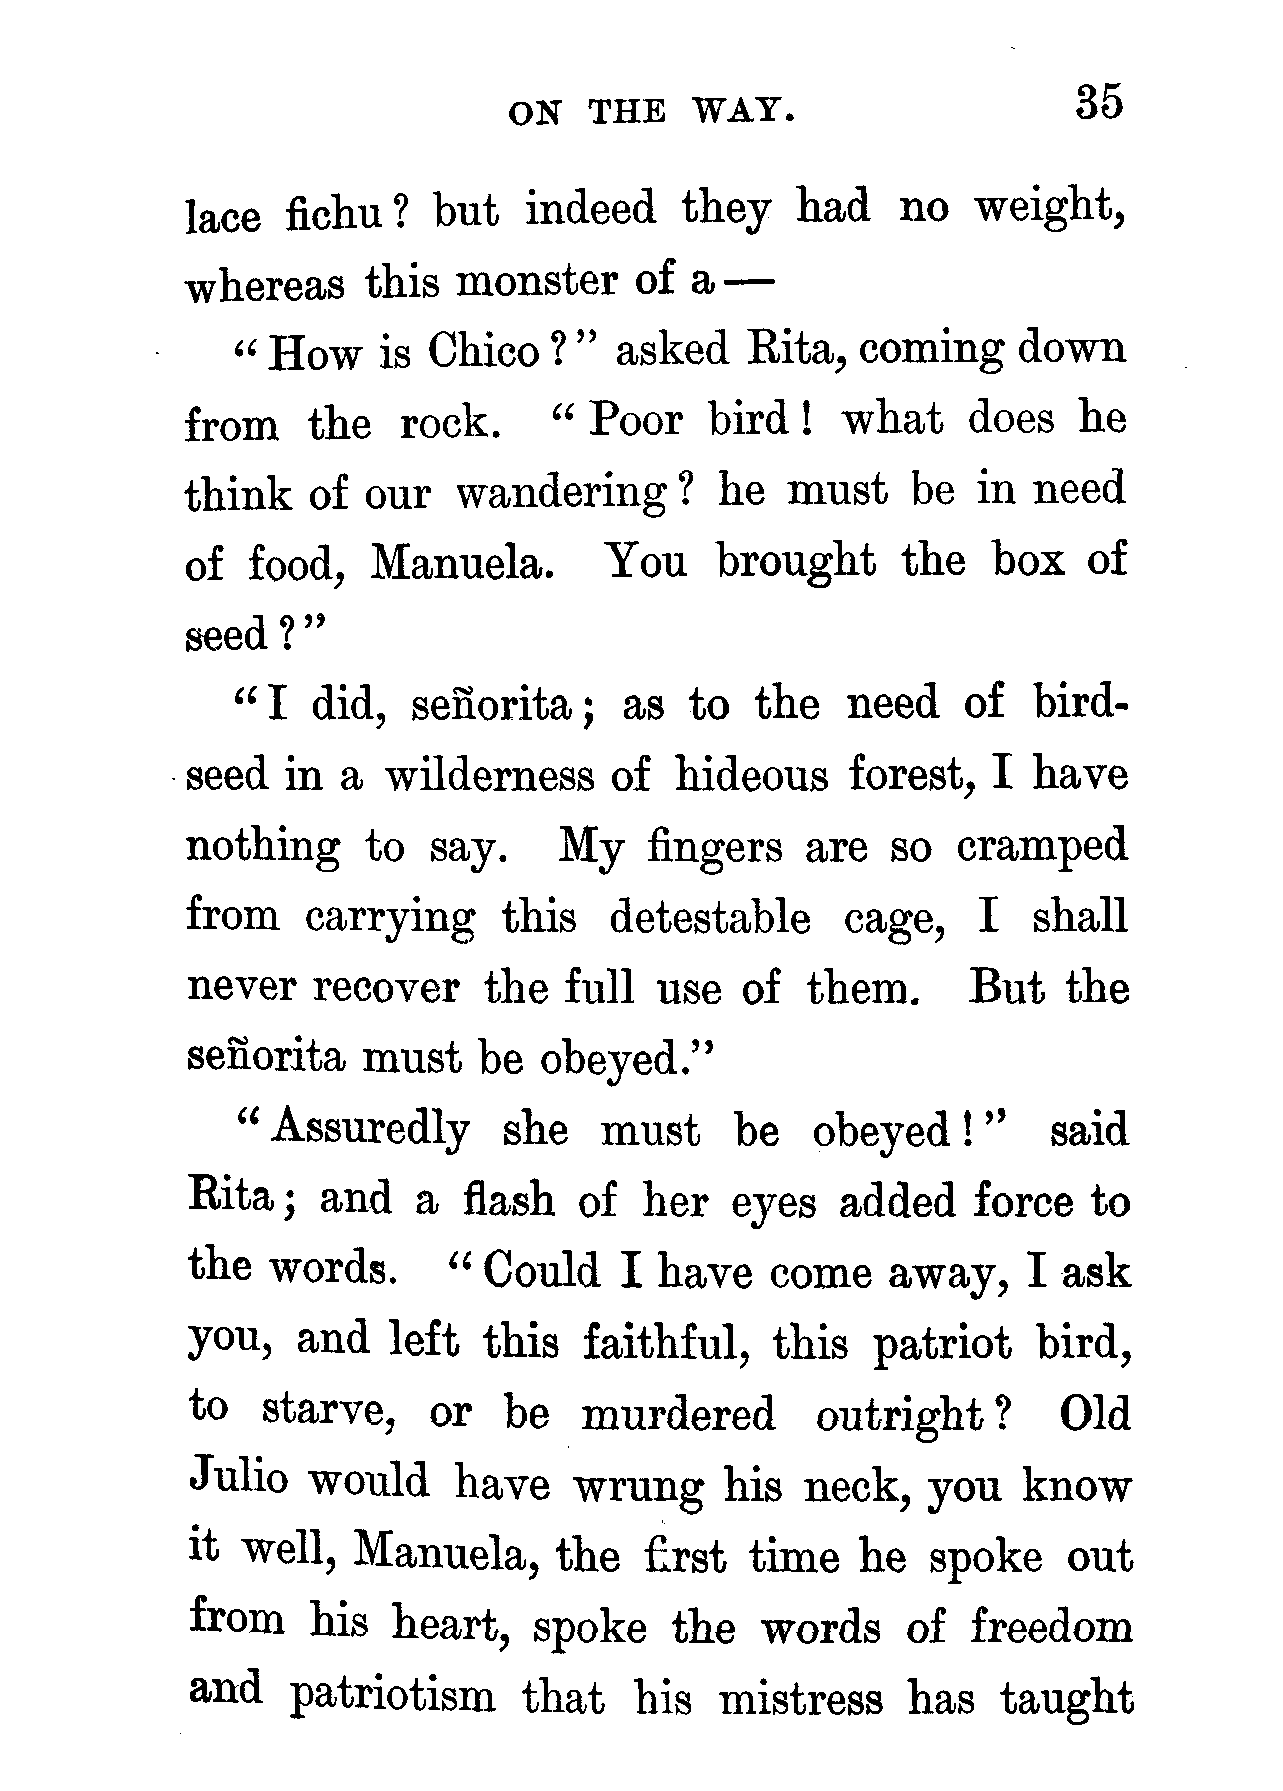 ON THE WAY. 35
lace fichu? but indeed they had no weight,
whereas this monster of a—
"How is Chico?" asked Rita, coming down
from the rock. "Poor bird! what does he
think of our wandering? he must be in need
of food, Manuela. You brought the box of
seed?"
"I did, señorita; as to the need of bird-
seed in a wilderness of hideous forest, I have
nothing to say. My fingers are so cramped
from carrying this detestable cage, I shall
never recover the full use of them. But the
señorita must be obeyed."
"Assuredly she must be obeyed!" said
Rita; and a flash of her eyes added force to
the words. "Could I have come away, I ask
you, and left this faithful, this patriot bird,
to starve, or be murdered outright? Old
Julio would have wrung his neck, you know
it well, Manuela, the first time he spoke out
from his heart, spoke the words of freedom
and patriotism that his mistress has taught